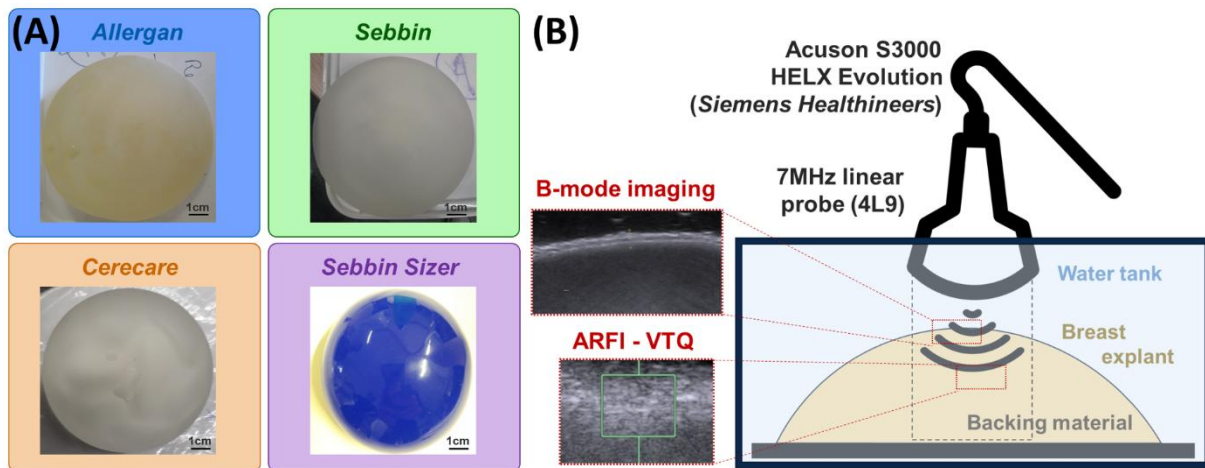 (A)
Allergan
1cm
Sebbin
1cm
Cerecare
1cm
Sebbin Sizer
1cm
(B)
Acuson S3000
HELX Evolution
(Siemens Healthineers)
7MHz linear
probe (4L9)
B-mode imaging
ARFI - VTQ
Water tank
Breast
explant
Backing material